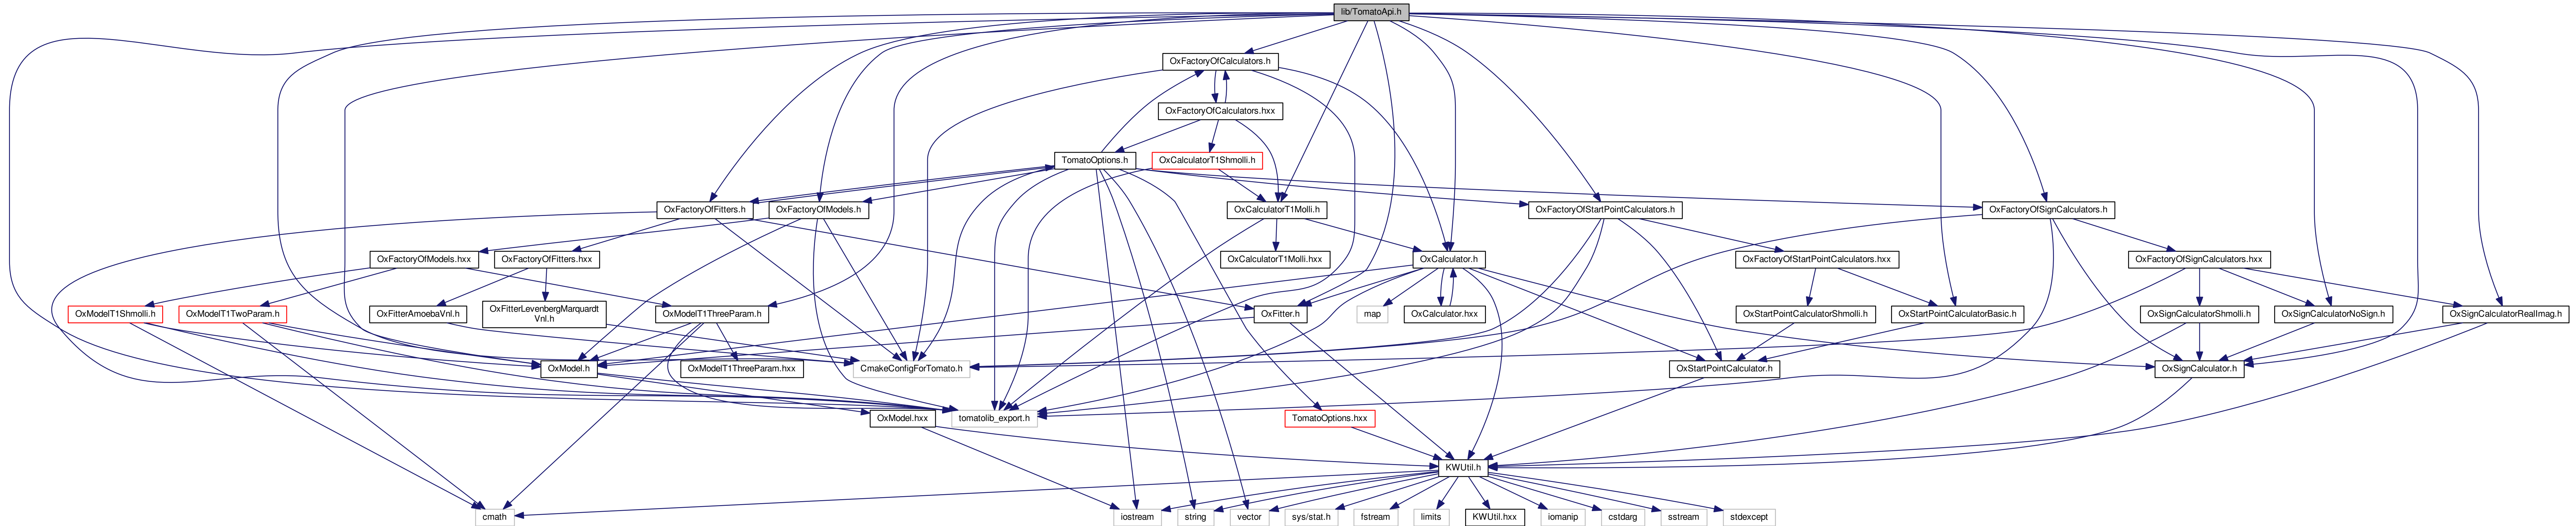 lib/TomatoApi.h
OxFactoryOfCalculators.h
OxFactoryOfCalculators.hxx
TomatoOptions.h
OxCalculatorT1Shmolli.h
OxFactoryOfFitters.h
OxFactoryOfModels.h
OxCalculatorT1Molli.h
OxFactoryOfStartPointCalculators.h
OxFactoryOfSignCalculators.h
OxFactoryOfModels.hxx
OxFactoryOfFitters.hxx
OxCalculator.h
OxCalculatorT1Molli.hxx
OxFactoryOfStartPointCalculators.hxx
OxFactoryOfSignCalculators.hxx
OxModelT1Shmolli.h
OxModelT1TwoParam.h
OxFitterAmoebaVnl.h
OxFitterLevenbergMarquardt
Vnl.h
OxModelT1ThreeParam.h
OxFitter.h
map
OxCalculator.hxx
OxStartPointCalculatorShmolli.h
OxStartPointCalculatorBasic.h
OxSignCalculatorShmolli.h
OxSignCalculatorNoSign.h
OxSignCalculatorRealImag.h
OxModel.h
OxModelT1ThreeParam.hxx
CmakeConfigForTomato.h
OxStartPointCalculator.h
OxSignCalculator.h
OxModel.hxx
tomatolib_export.h
TomatoOptions.hxx
KWUtil.h
cmath
iostream
string
vector
sys/stat.h
fstream
limits
KWUtil.hxx
iomanip
cstdarg
sstream
stdexcept